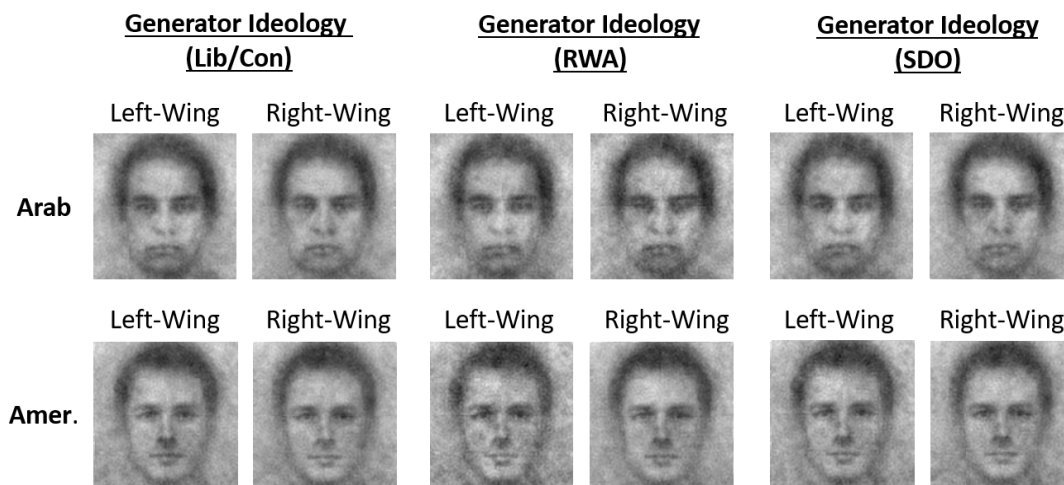 Generator Ideology (Lib/Con)
Generator Ideology (RWA)
Generator Ideology (SDO)
Left-Wing Right-Wing Left-Wing Right-Wing Left-Wing Right-Wing
Arab
Left-Wing Right-Wing Left-Wing Right-Wing Left-Wing Right-Wing
Amer.